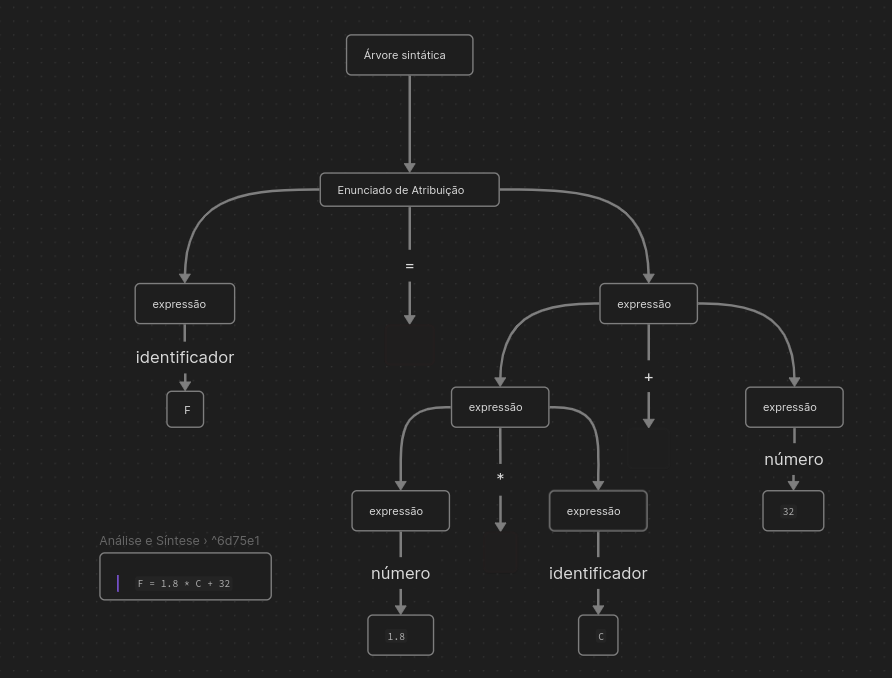 Árvore sintática
Enunciado de Atribuição
=
expressão
expressão
identificador
+
F
expressão
expressão
número
*
32
expressão
expressão
Análise e Síntese › ^6d75e1
F = 1.8 * C + 32
número
identificador
1.8
C